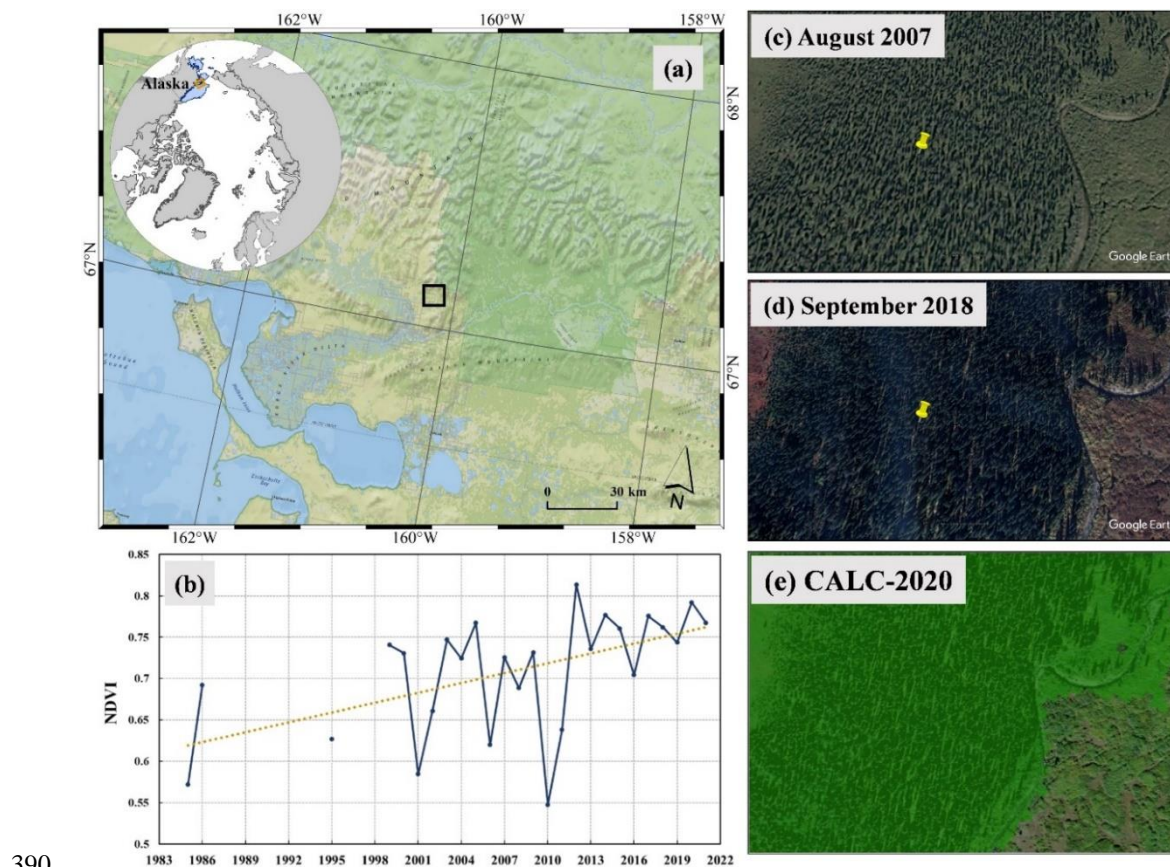 162°W
160°W
158°W
Alaska
(a)
68°N
67°N
67°N
0
30 km
N
162°W
160°W
158°W
(b)
NDVI
0.85
0.8
0.75
0.7
0.65
0.6
0.55
0.5
1983 1986 1989 1992 1995 1998 2001 2004 2007 2010 2013 2016 2019 2022
(c) August 2007
Google Eart
(d) September 2018
Google Eart
(e) CALC-2020
390